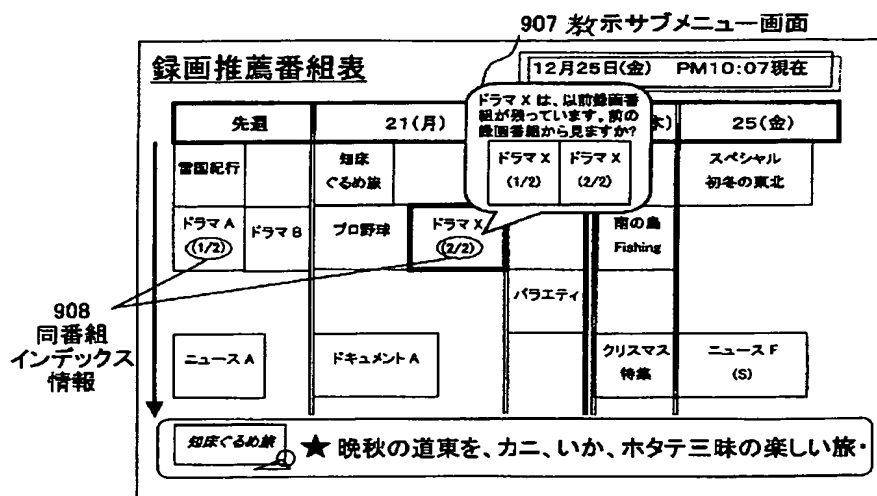 907 教示サブメニュー画面
録画推薦番組表
12月25日(金) PM10:07現在
ドラマ X は、以前録画番
組が残っています。前の
録画番組から見ますか?
ドラマ X
(1/2)
ドラマ X
(2/2)
先週
21(月)
木)
25(金)
雪国紀行
知床
ぐるめ旅
スペシャル
初冬の東北
ドラマ A
(1/2)
ドラマ B
プロ野球
ドラマ X
(2/2)
南の島
Fishing
バラエティ
908
同番組
インデックス
情報
ニュース A
ドキュメント A
クリスマス
特集
ニュース F
(S)
知床ぐるめ旅
★ 晩秋の道東を、カニ、いか、ホタテ三昧の楽しい旅・